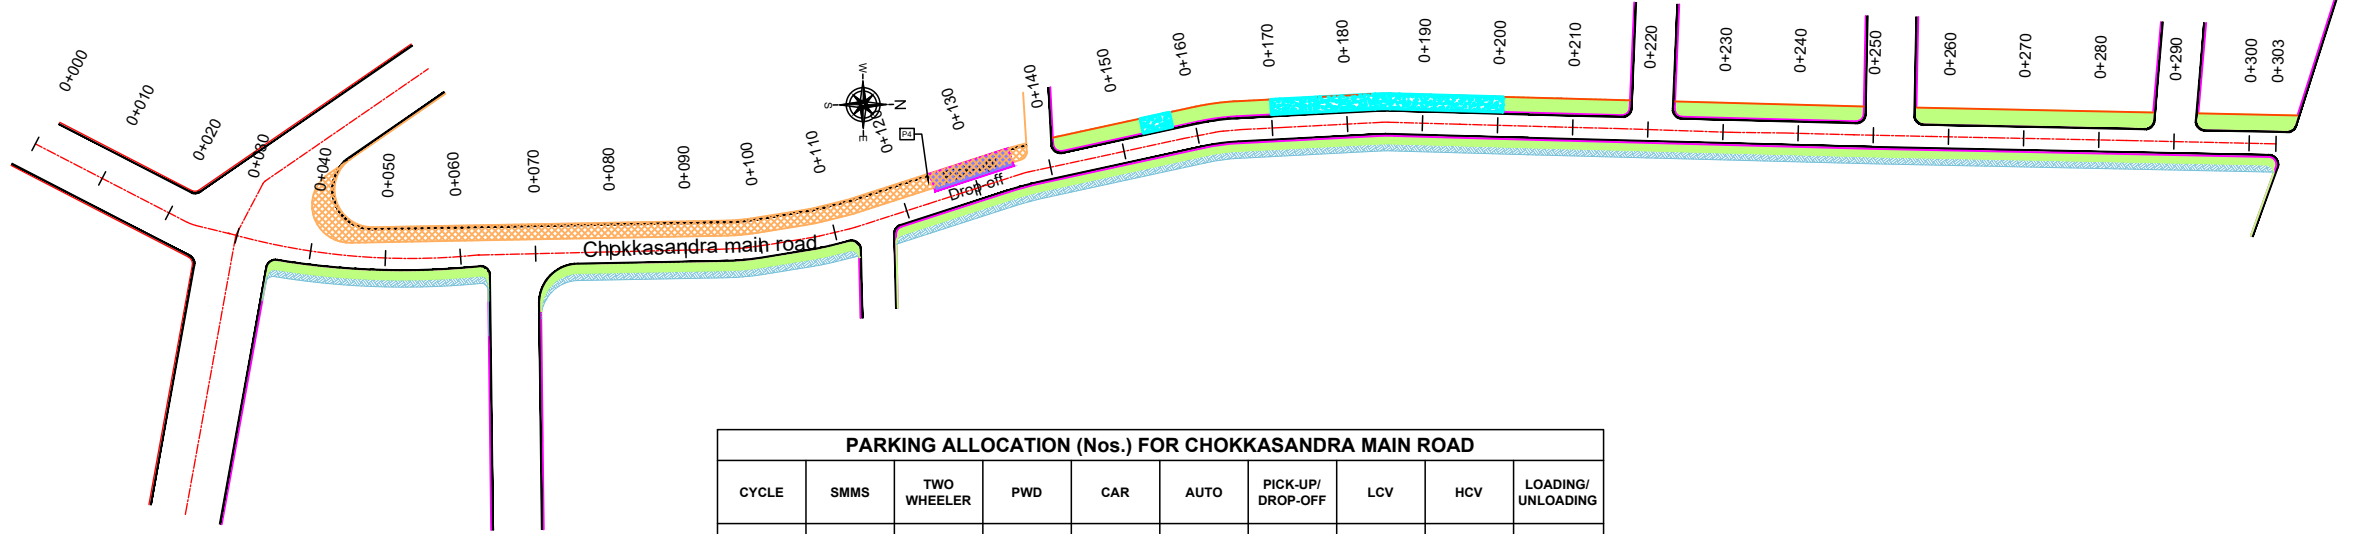 0+000
0+010
0+020
0+030
0+040
0+050
0+060
0+070
0+080
0+090
0+100
0+110
0+120
0+130
0+140
0+150
0+160
0+170
0+180
0+190
0+200
0+210
0+220
0+230
0+240
0+250
0+260
0+270
0+280
0+290
0+300
0+303
W
S
N
E
P4
Drop off
Chokkasandra main road
PARKING ALLOCATION (Nos.) FOR CHOKKASANDRA MAIN ROAD
CYCLE
SMMS
TWO
WHEELER
PWD
CAR
AUTO
PICK-UP/
DROP-OFF
LCV
HCV
LOADING/
UNLOADING